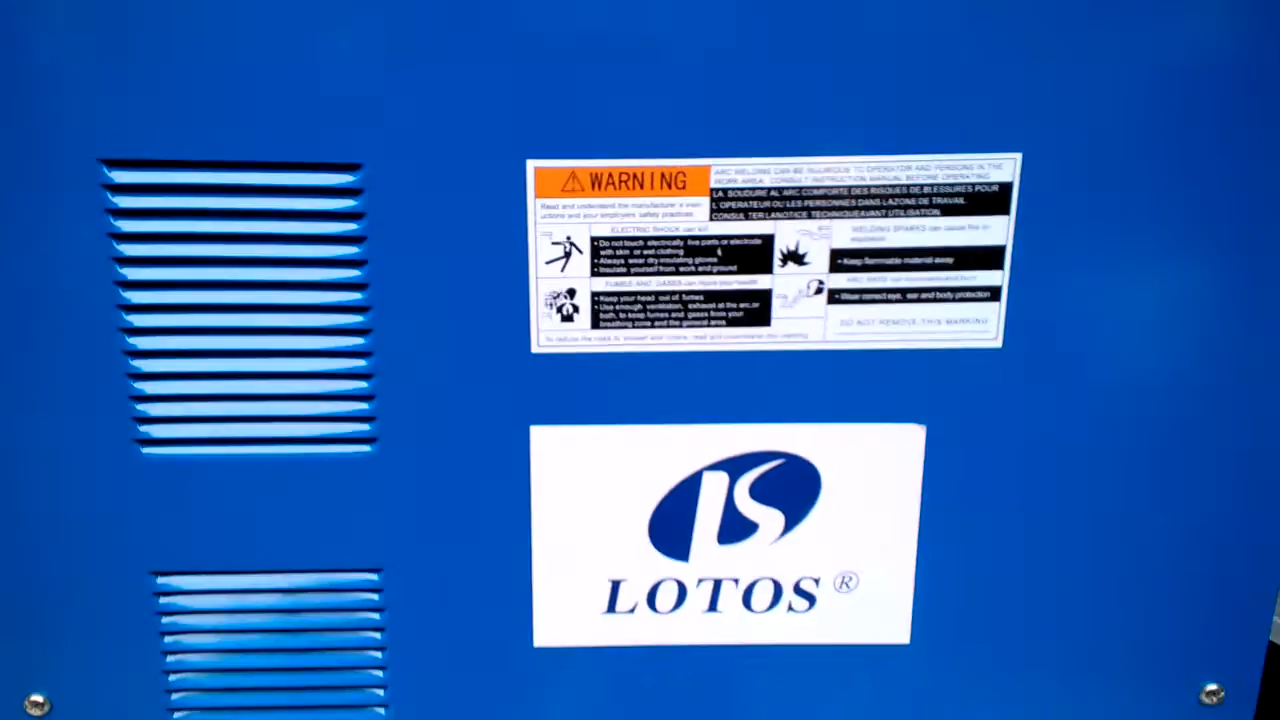 WARNING
Read and understand the manufacturer's instr-
uctions and your employers safety practices
ARC WELDING CAN BE INJURIOUS TO OPERATOR AND PERSONS IN THE
WORK AREA. CONSULT INSTRUCTION MANUAL BEFORE OPERATING
LA SOUDURE AL'ARC COMPORTE DES RISQUES DE BLESSURES POUR
L'OPERATEUR OU LES PERSONNES DANS LAZONE DE TRAVAIL
CONSULTER LANOTICE TECHNIQUEAVANT UTILISATION.
ELECTRIC SHOCK can kill
• Do not touch electrically live parts or electrode
with skin or wet clothing
• Always wear dry insulating gloves
• Insulate yourself from work and ground
WELDING SPARKS can cause fire or
explosion
• Keep flammable material away
FUMES AND GASES can
• Keep your head out of fumes
• Use enough ventilation, exhaust at the arc,or
both, to keep fumes and gases from your
breathing zone and the general area
ARC RAYS can
• Wear correct eye, ear and body protection
DO NOT REMOVE THIS MARKING
LOTOS ®